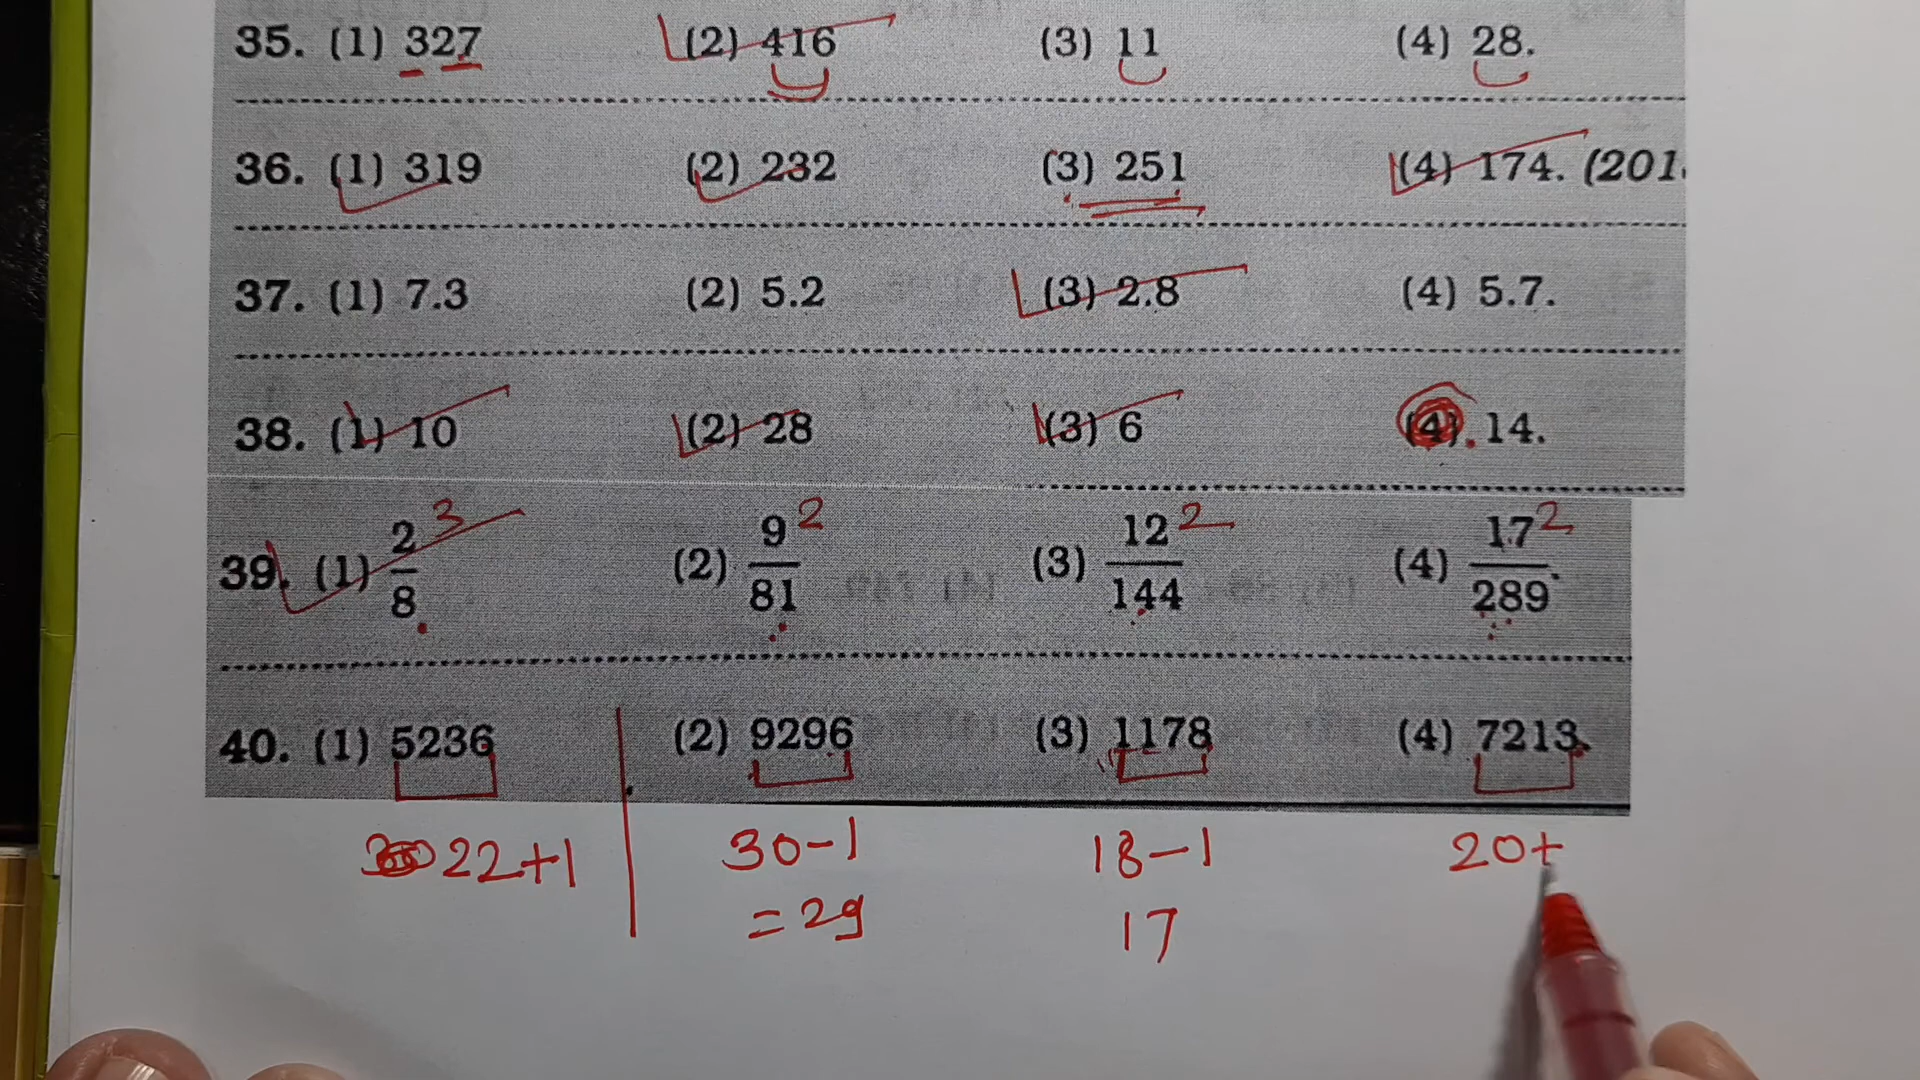 35. (1) 327 (2) 416 (3) 11 (4) 28.
36. (1) 319 (2) 232 (3) 251 (4) 174. (201
37. (1) 7.3 (2) 5.2 (3) 2.8 (4) 5.7.
38. (1) 10 (2) 28 (3) 6 (4) 14.
39. (1) 2/8 3 (2) 9/81 2 (3) 12/144 2 (4) 17/289. 2
40. (1) 5236 (2) 9296 (3) 1178 (4) 7213.
22+1 30-1 18-1 20+
=29 17